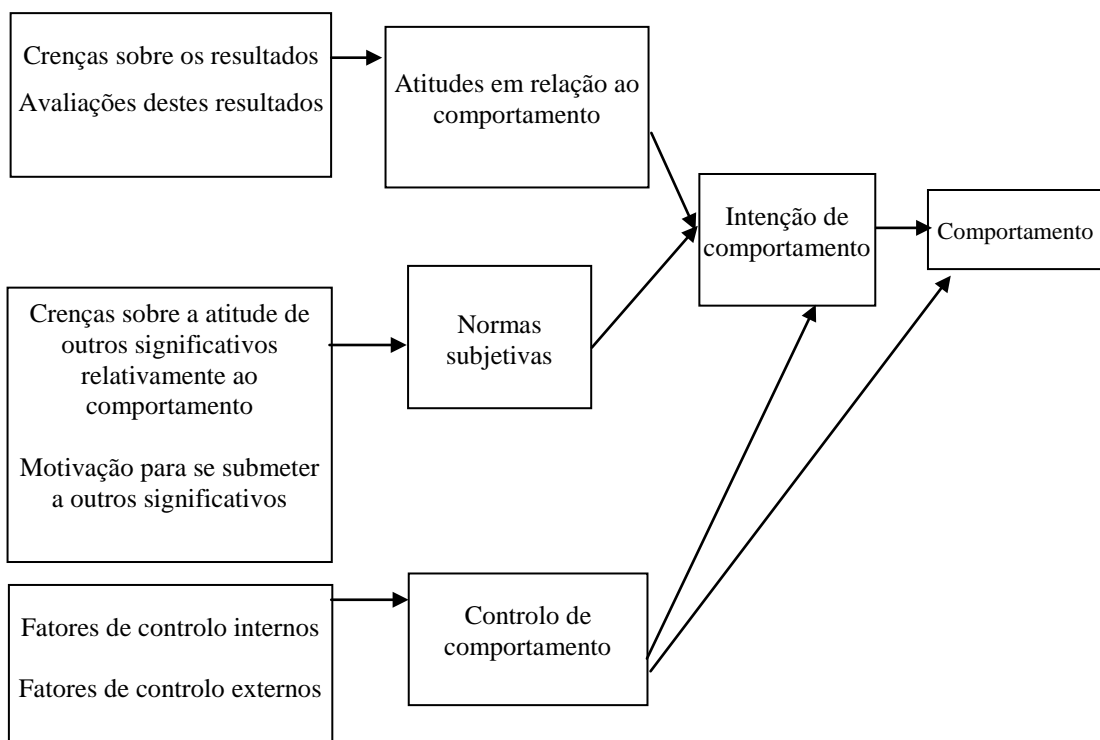 Crenças sobre os resultados
Avaliações destes resultados
Atitudes em relação ao
comportamento
Intenção de
comportamento
Comportamento
Crenças sobre a atitude de
outros significativos
relativamente ao
comportamento
Motivação para se submeter
a outros significativos
Normas
subjetivas
Fatores de controlo internos
Fatores de controlo externos
Controlo de
comportamento